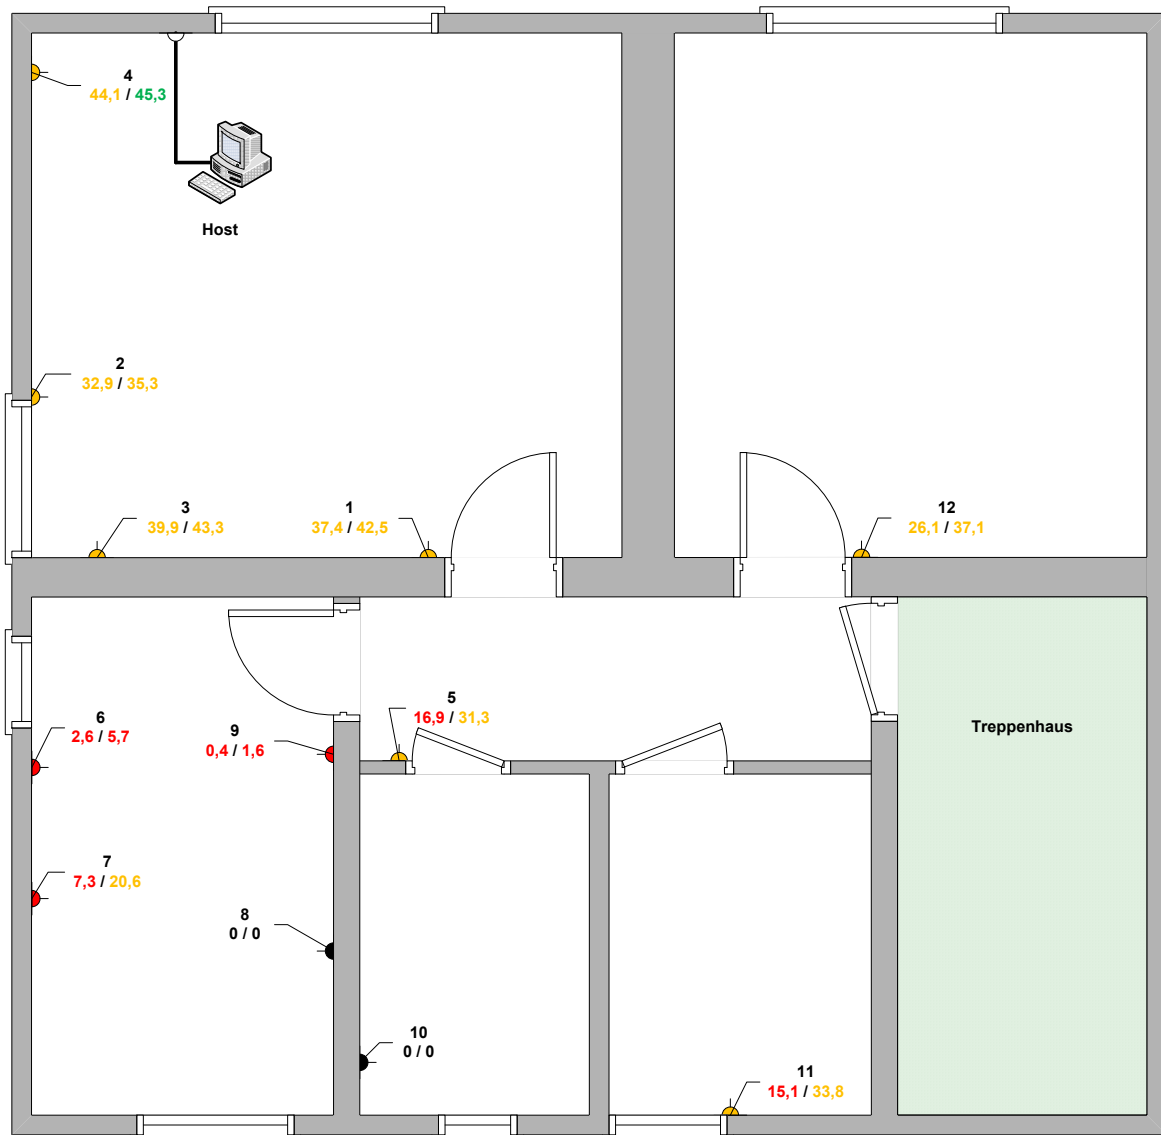 4
44,1 / 45,3
Host
2
32,9 / 35,3
3
39,9 / 43,3
1
37,4 / 42,5
12
26,1 / 37,1
5
16,9 / 31,3
6
2,6 / 5,7
9
0,4 / 1,6
Treppenhaus
7
7,3 / 20,6
8
0 / 0
10
0 / 0
11
15,1 / 33,8